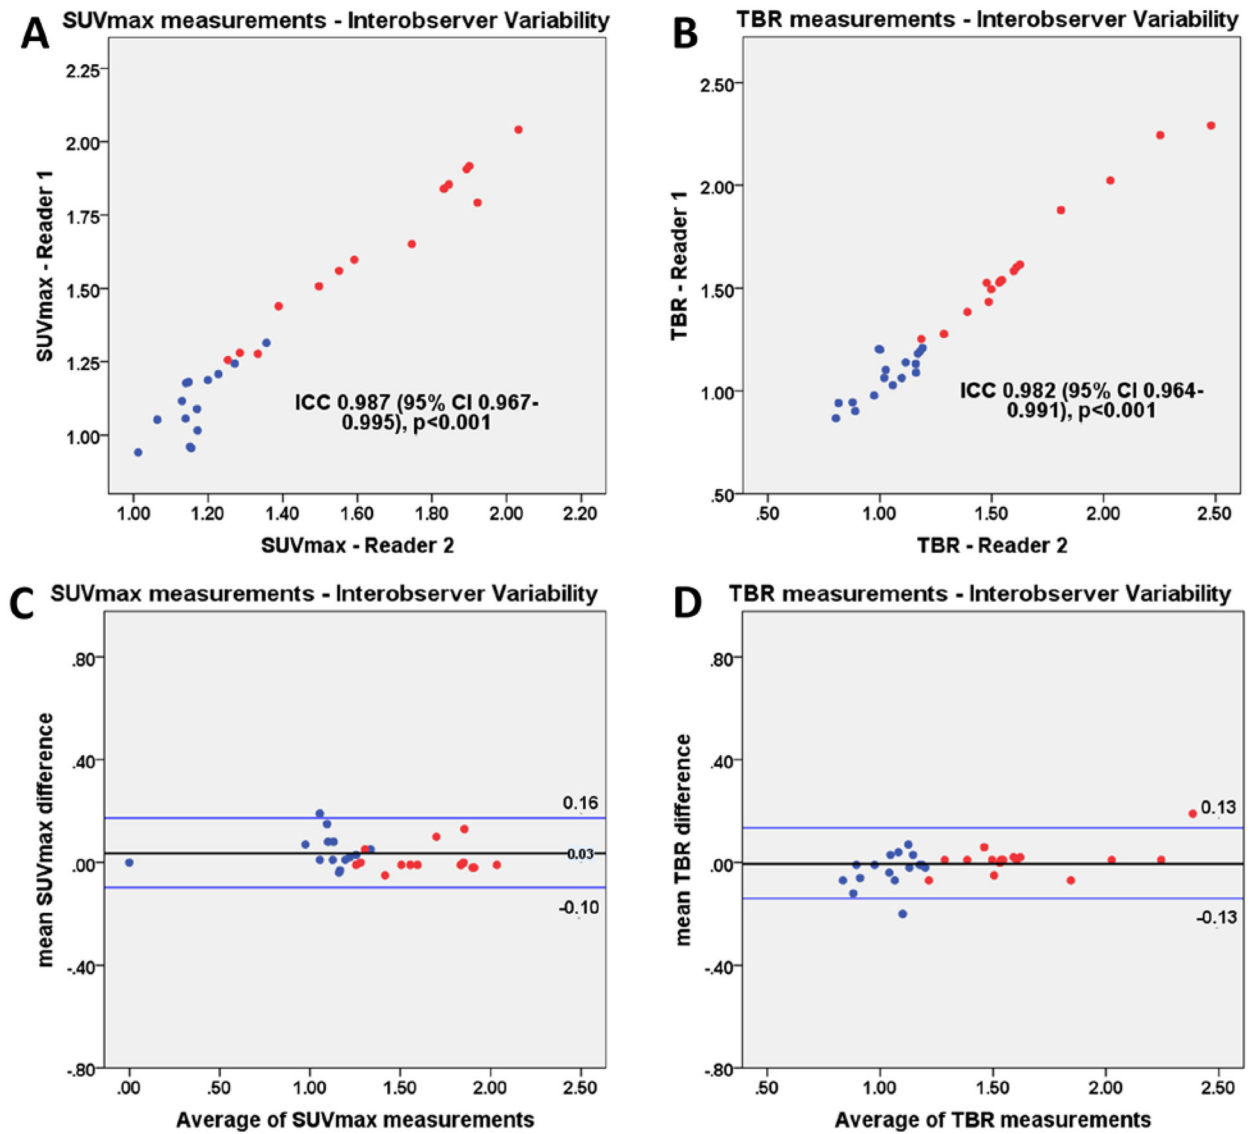 A
SUVmax measurements - Interobserver Variability
SUVmax - Reader 1
2.25
2.00
1.75
1.50
1.25
1.00
ICC 0.987 (95% CI 0.967-
0.995), p<0.001
1.00 1.20 1.40 1.60 1.80 2.00 2.20
SUVmax - Reader 2
B
TBR measurements - Interobserver Variability
TBR - Reader 1
2.50
2.00
1.50
1.00
.50
ICC 0.982 (95% CI 0.964-
0.991), p<0.001
.50 1.00 1.50 2.00 2.50
TBR - Reader 2
C
SUVmax measurements - Interobserver Variability
mean SUVmax difference
.80
.40
.00
-.40
-.80
0.16
0.03
-0.10
.00 .50 1.00 1.50 2.00 2.50
Average of SUVmax measurements
D
TBR measurements - Interobserver Variability
mean TBR difference
.80
.40
.00
-.40
-.80
0.13
-0.13
.50 1.00 1.50 2.00 2.50
Average of TBR measurements